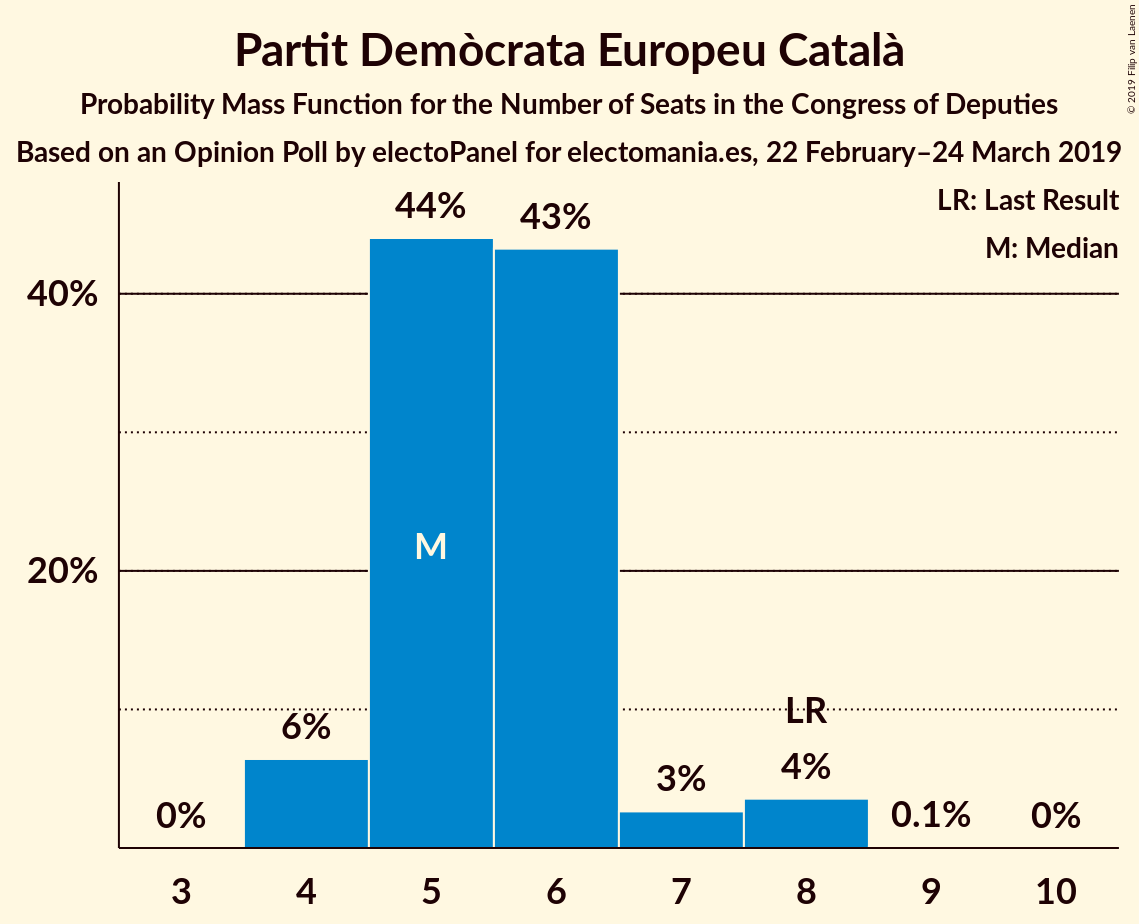 Partit Demòcrata Europeu Català
Probability Mass Function for the Number of Seats in the Congress of Deputies
Based on an Opinion Poll by electoPanel for electomania.es, 22 February–24 March 2019
© 2019 Filip van Laenen
LR: Last Result
M: Median
44%
43%
40%
M
20%
LR
6%
4%
3%
0%
0.1%
0%
3 4 5 6 7 8 9 10